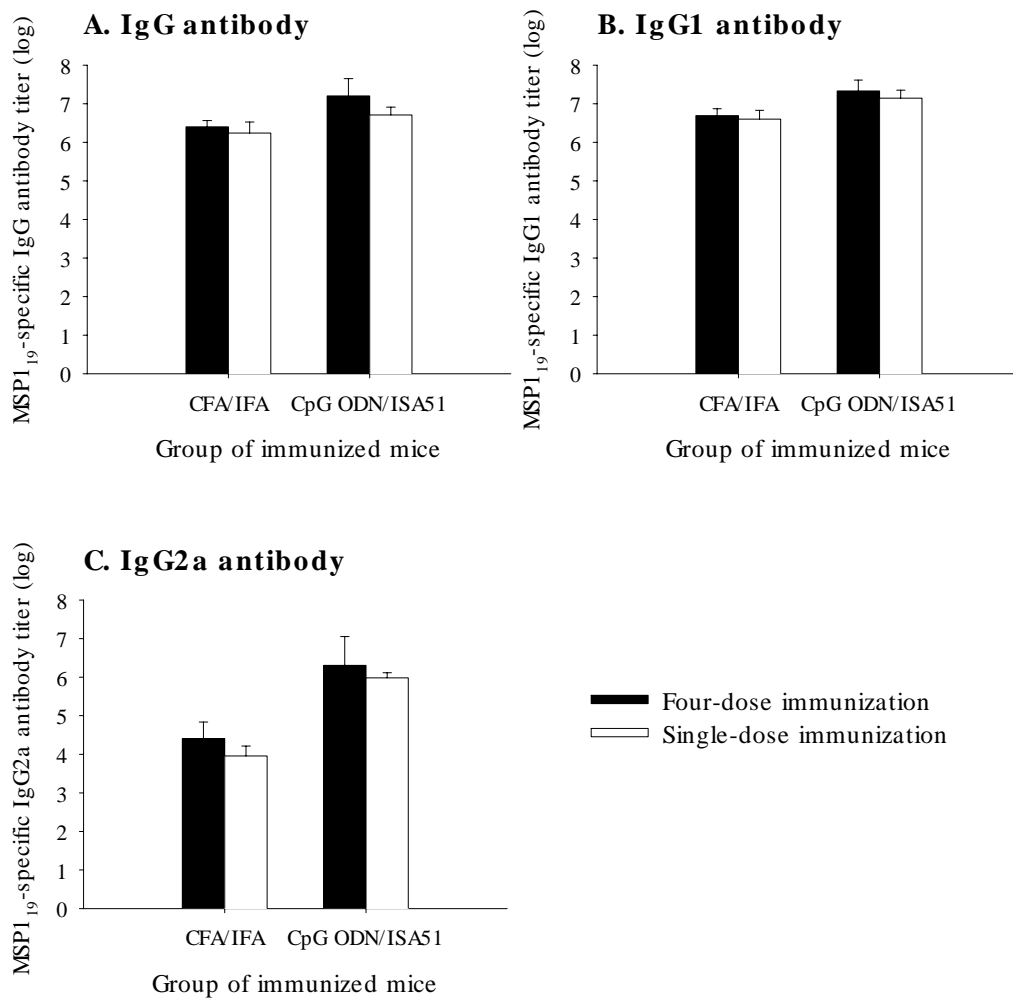 A. IgG antibody
MSP1₁₉-specific IgG antibody titer (log)
8
7
6
5
4
3
2
1
0
CFA/IFA CpG ODN/ISA51
Group of immunized mice
B. IgG1 antibody
MSP1₁₉-specific IgG1 antibody titer (log)
8
7
6
5
4
3
2
1
0
CFA/IFA CpG ODN/ISA51
Group of immunized mice
C. IgG2a antibody
MSP1₁₉-specific IgG2a antibody titer (log)
8
7
6
5
4
3
2
1
0
CFA/IFA CpG ODN/ISA51
Group of immunized mice
Four-dose immunization
Single-dose immunization